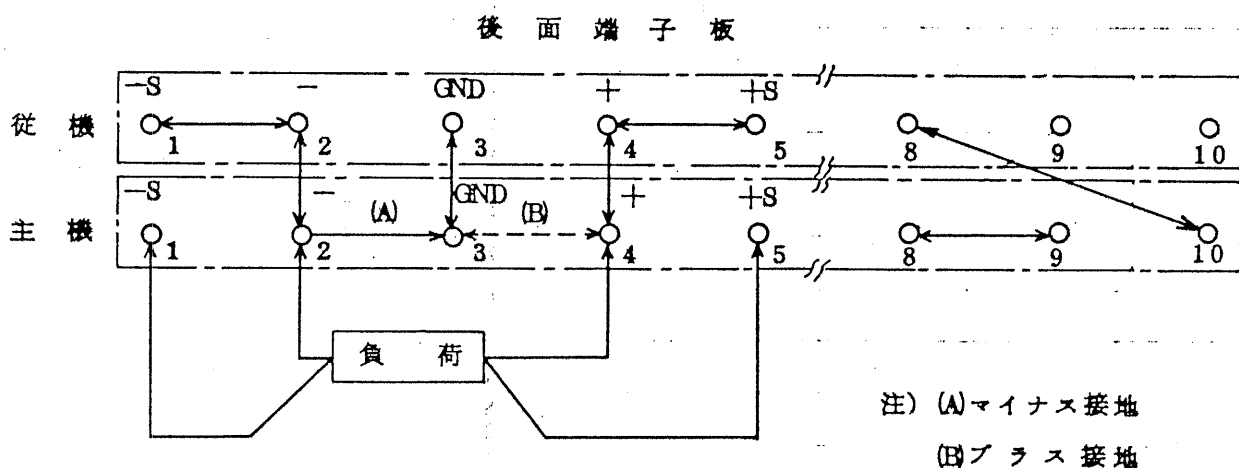 後面端子板
-S - GND + +S
従機
1 2 3 4 5 8 9 10
-S - (A) GND (B) + +S
主機
1 2 3 4 5 8 9 10
負荷
注) (A)マイナス接地
(B)プラス接地